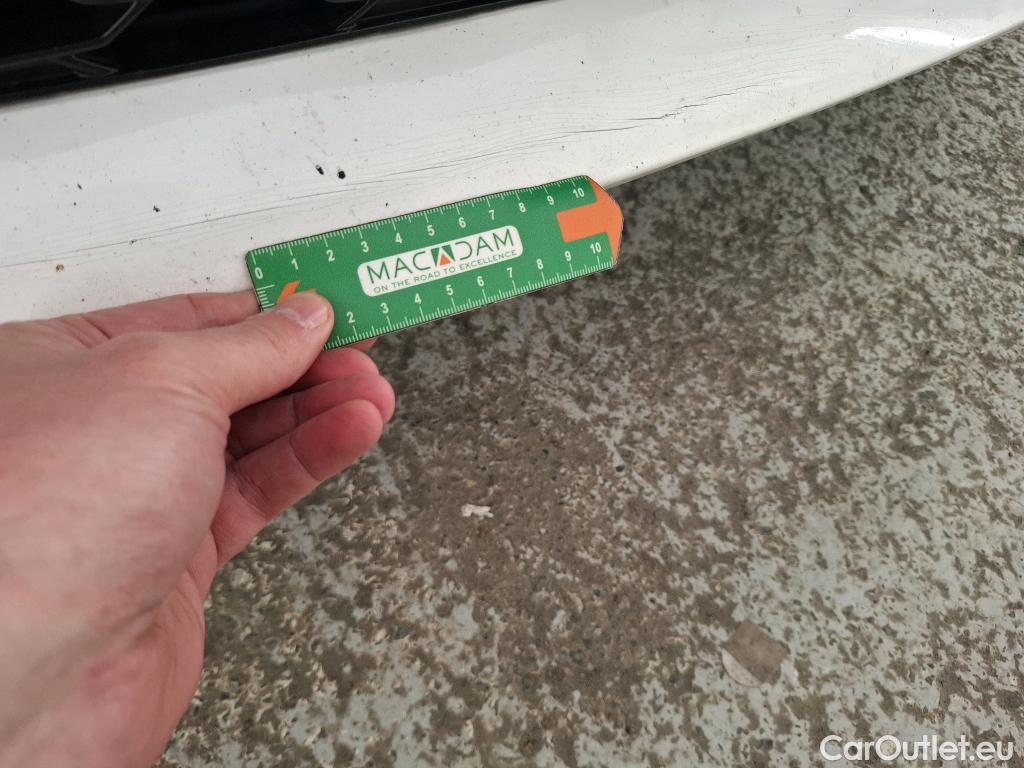 0 1 2 3 4 5 6 7 8 9 10
MACADAM
ON THE ROAD TO EXCELLENCE
2 3 4 5 6 7 8 9 10
CarOutlet.eu